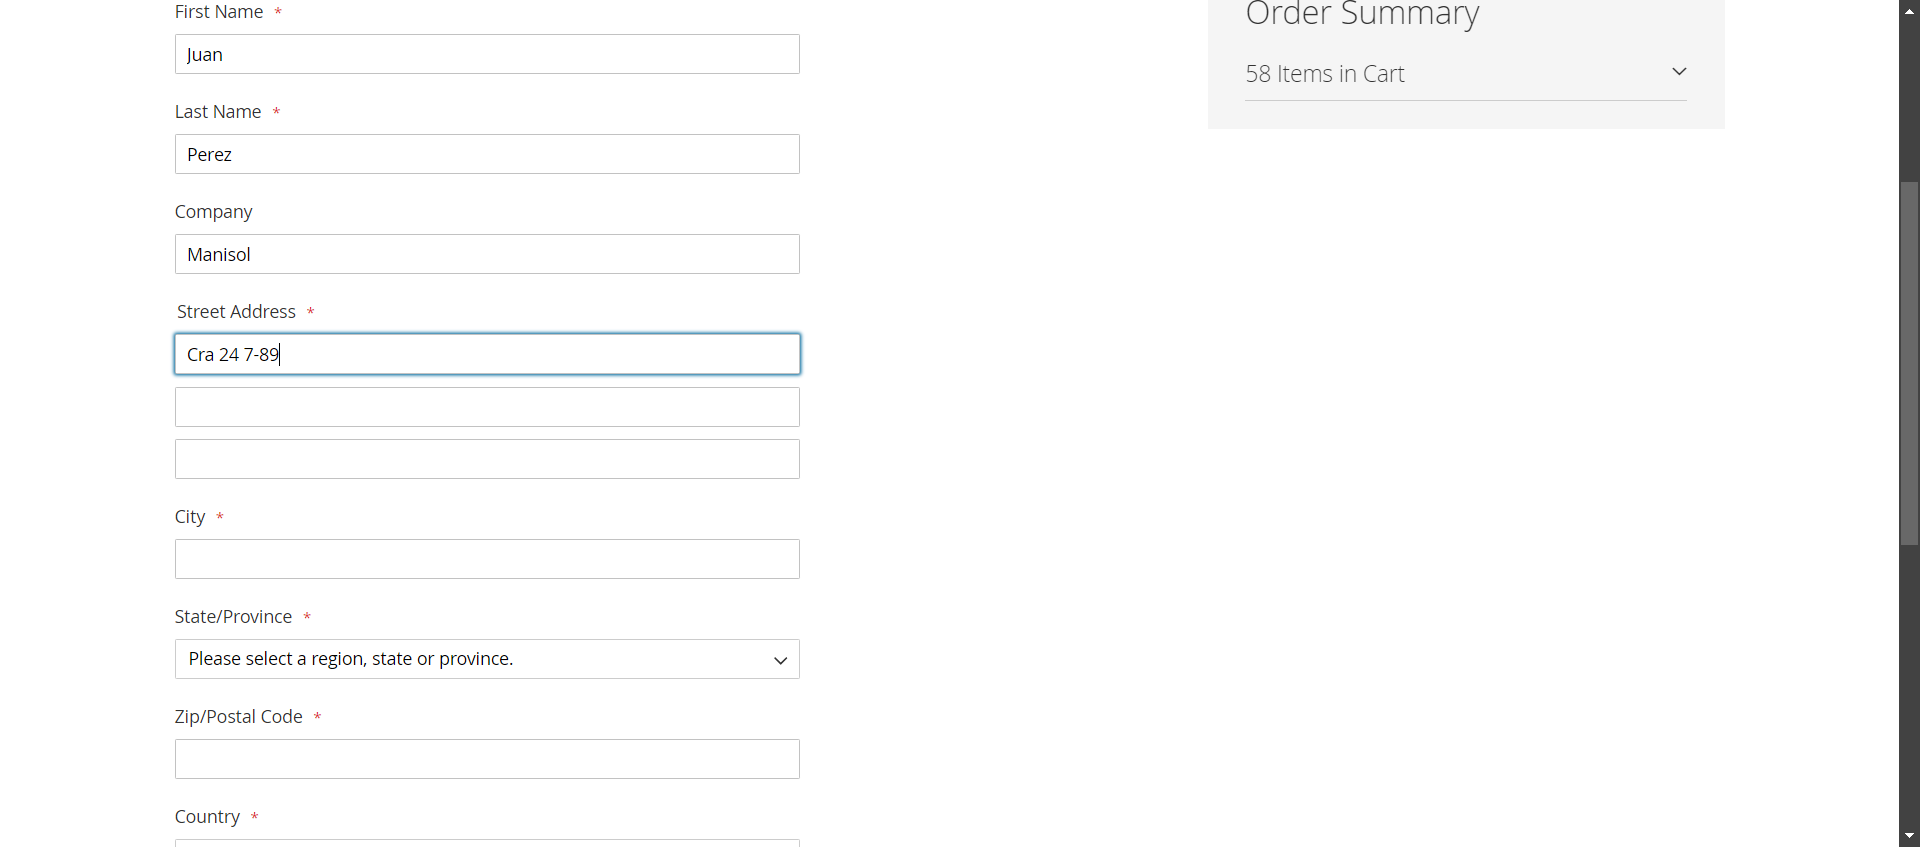 First Name *
Juan
Last Name *
Perez
Company
Manisol
Street Address *
Cra 24 7-89
City *
State/Province *
Please select a region, state or province.
Zip/Postal Code *
Country *
Order Summary
58 Items in Cart